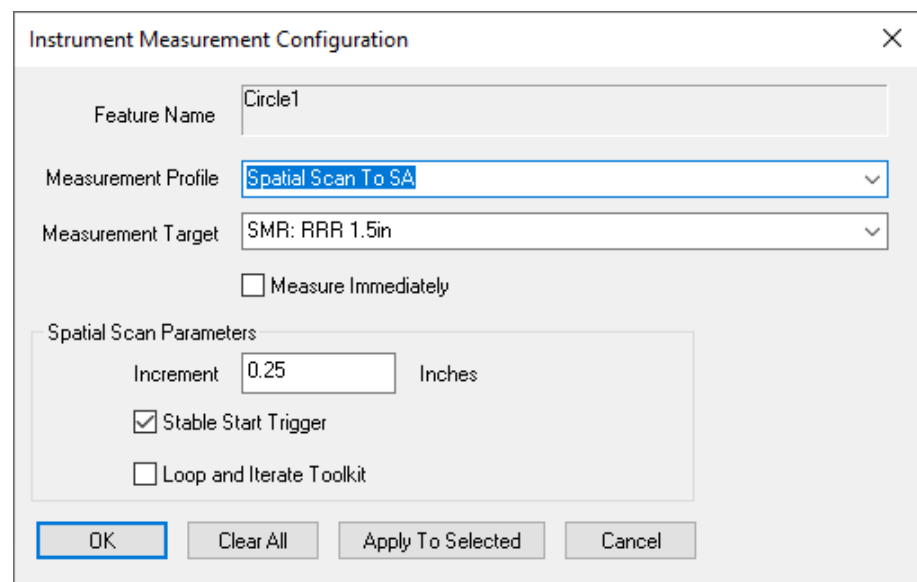 Instrument Measurement Configuration
Feature Name Circle1
Measurement Profile Spatial Scan To SA
Measurement Target SMR: RRR 1.5in
Measure Immediately
Spatial Scan Parameters
Increment 0.25 Inches
Stable Start Trigger
Loop and Iterate Toolkit
OK Clear All Apply To Selected Cancel